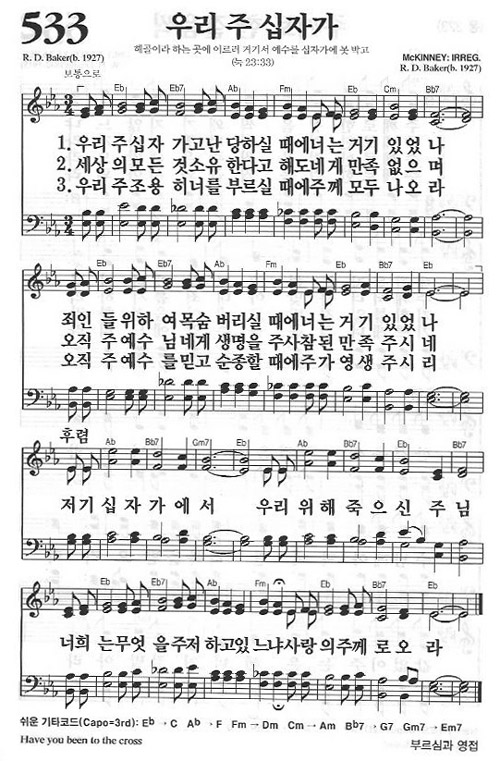 533
우리 주 십자가
해골이라 하는 곳에 이르러 거기서 예수를 십자가에 못 박고
(눅 23:33)
R. D. Baker(b. 1927)
McKINNEY: IRREG.
R. D. Baker(b. 1927)
보통으로
Eb Eb7 Ab Fm Eb Cm Bb7
1. 우리 주십자 가고난 당하실 때에너는 거기 있었 나
2. 세상 의모든 것소유 한다고 해도네게 만족 없으 며
3. 우리 주조용 히너를 부르실 때에주께 모두 나오 라
Eb Eb7 Ab Fm Eb Bb7 Eb
죄인 들위하 여목숨 버리실 때에너는 거기 있었 나
오직 주예수 님네게 생명을 주사참된 만족 주시 네
오직 주예수 를믿고 순종할 때에주가 영생 주시 리
후렴
Ab Bb7 Gm7 Eb Ab Bb7 Gm7 Eb
저기 십자가에서 우리 위해 죽으신 주님
Eb Eb7 Ab Fm Eb Bb7 Eb
너희 는무엇 을주저 하고있 느냐사랑 의주께 로오 라
쉬운 기타코드(Capo=3rd): Eb → C Ab → F Fm → Dm Cm → Am Bb7 → G7 Gm7 → Em7
Have you been to the cross
부르심과 영접